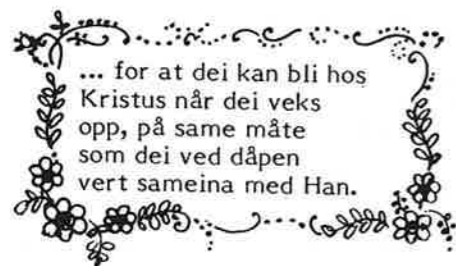 ... for at dei kan bli hos
Kristus når dei veks
opp, på same måte
som dei ved dåpen
vert sameina med Han.